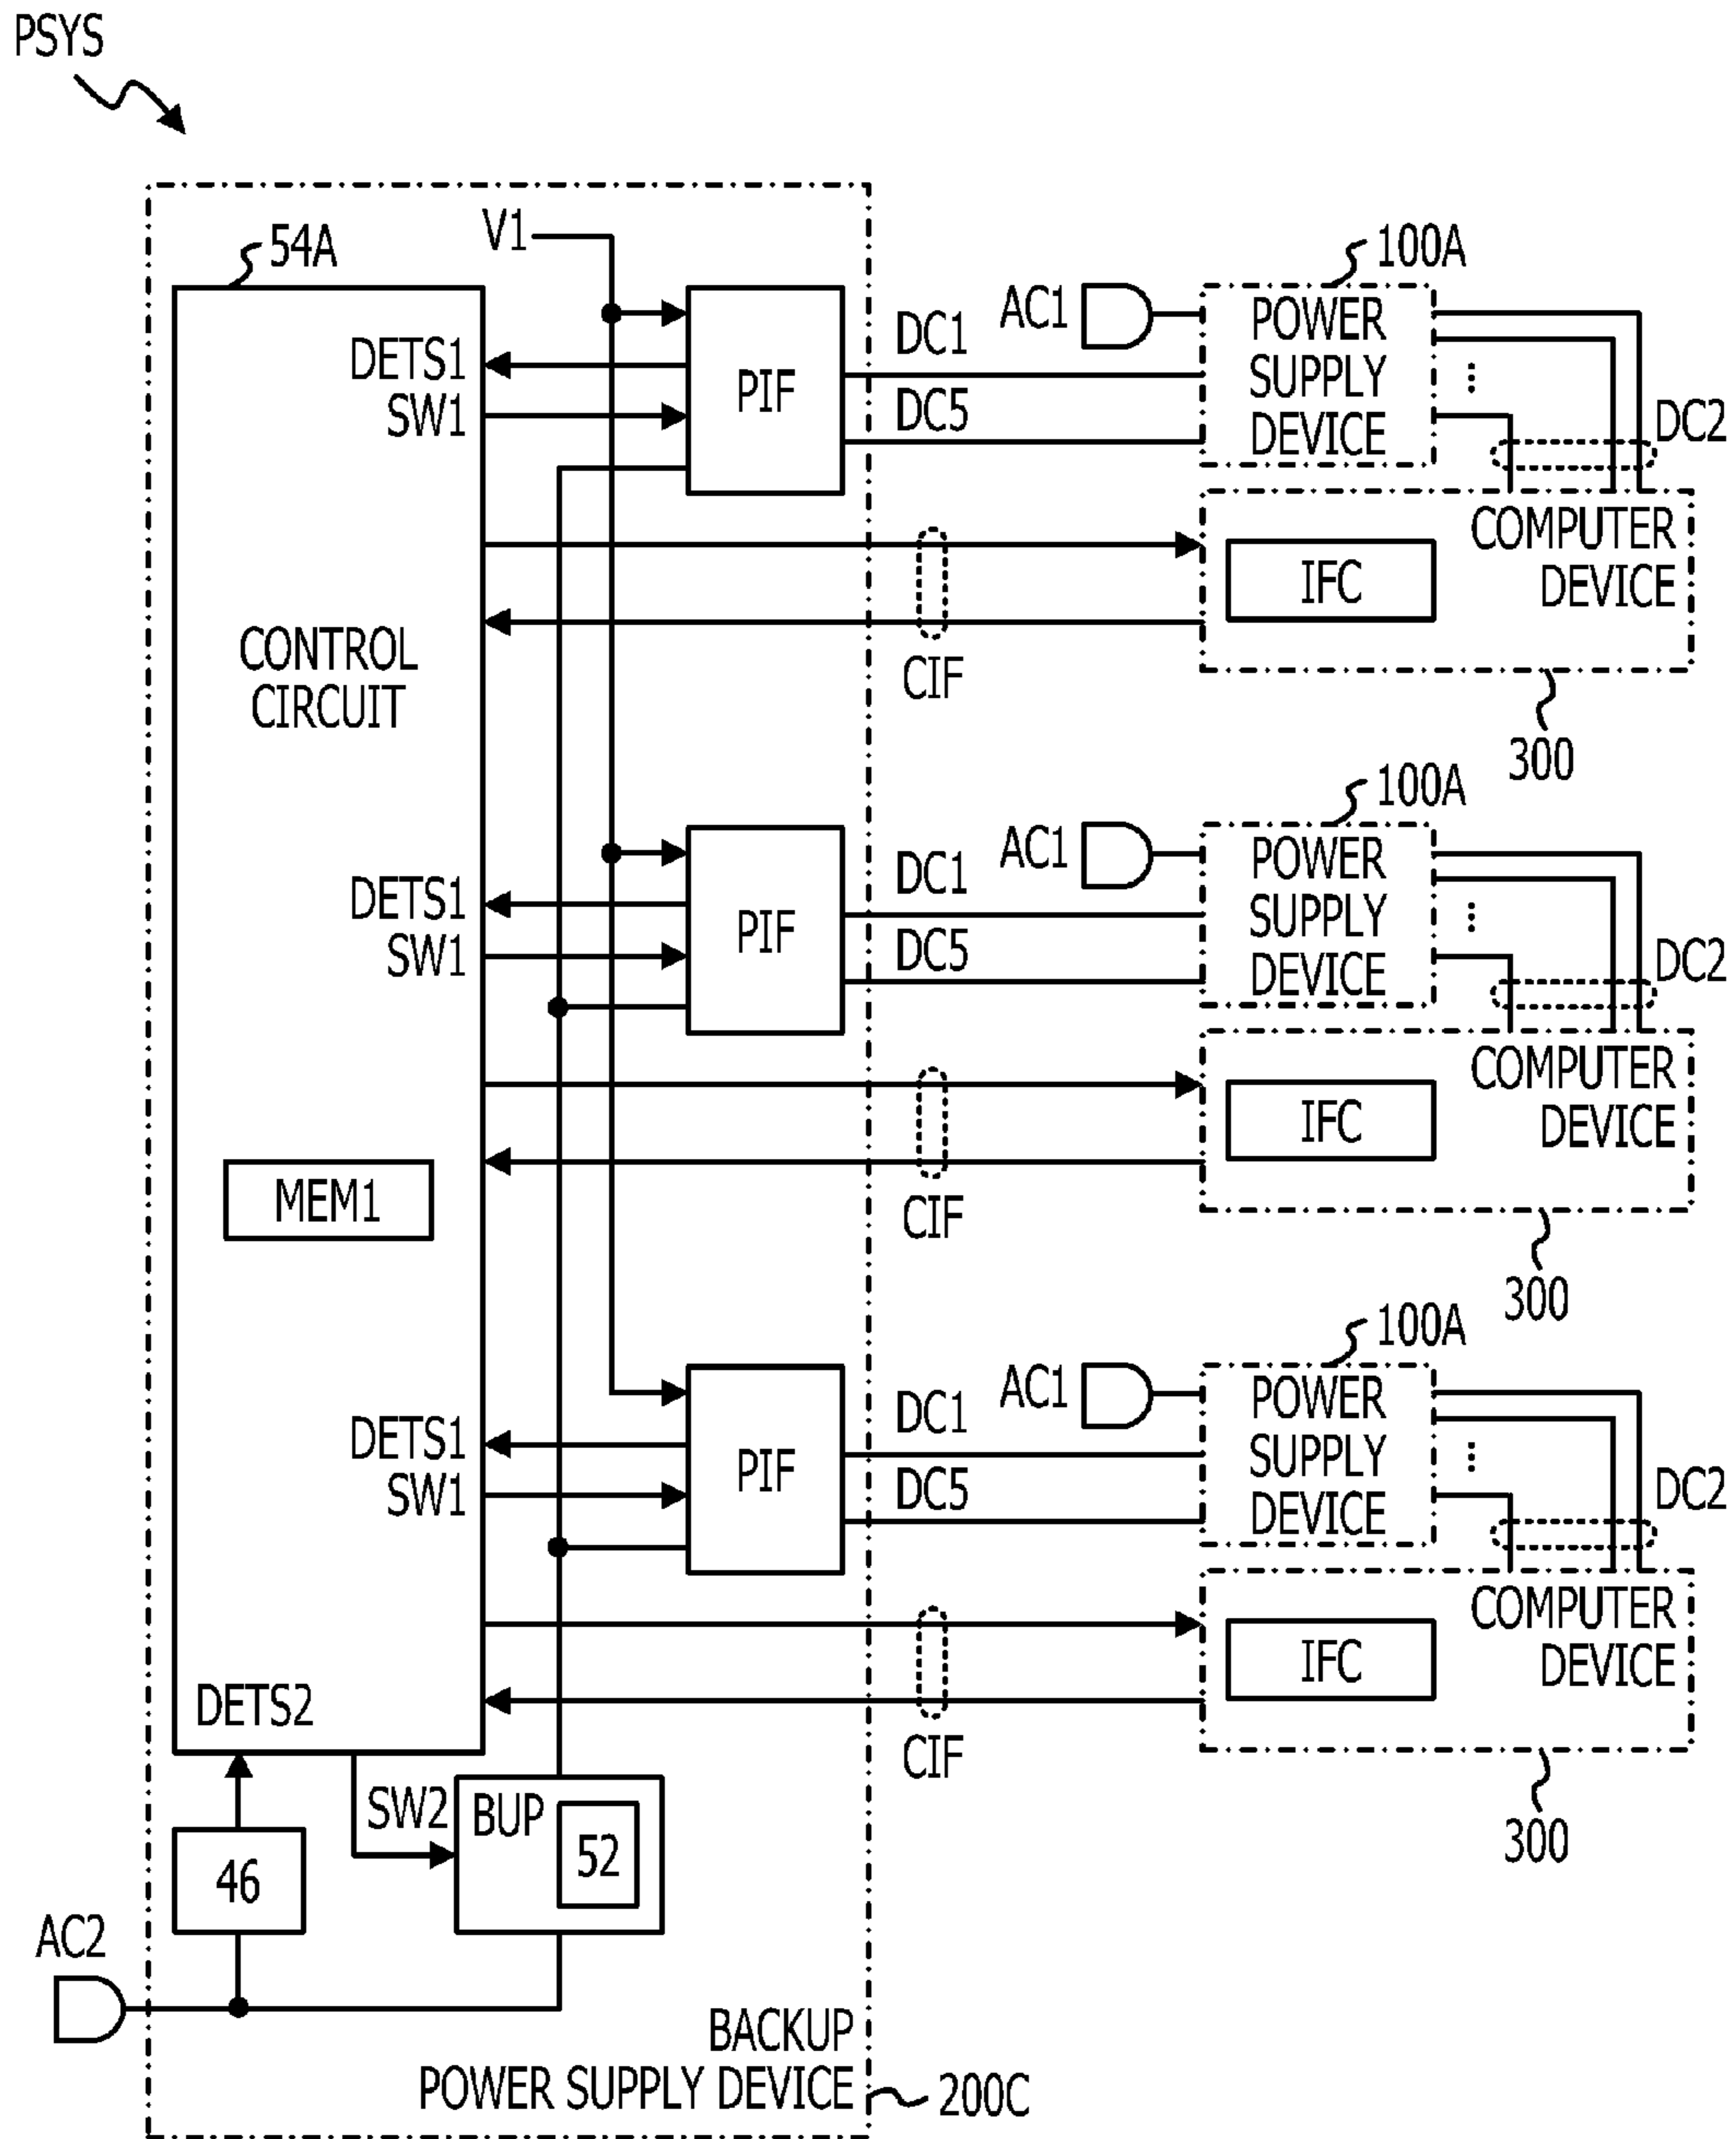 PSYS
54A
V1
100A
AC1
POWER
SUPPLY
DEVICE
DETS1
SW1
PIF
DC1
DC5
DC2
COMPUTER
DEVICE
IFC
CIF
300
CONTROL
CIRCUIT
100A
AC1
POWER
SUPPLY
DEVICE
DETS1
SW1
PIF
DC1
DC5
DC2
COMPUTER
DEVICE
IFC
CIF
300
MEM1
100A
AC1
POWER
SUPPLY
DEVICE
DETS1
SW1
PIF
DC1
DC5
DC2
COMPUTER
DEVICE
IFC
CIF
300
DETS2
SW2
BUP
52
46
AC2
BACKUP
POWER SUPPLY DEVICE
200C